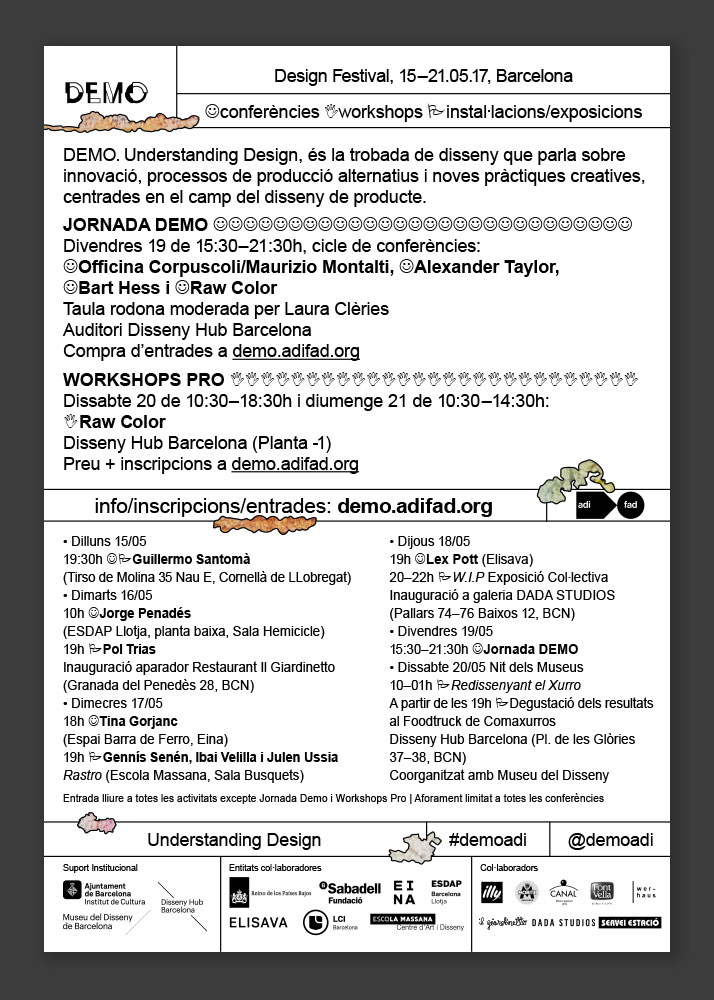 DEMO
Design Festival, 15–21.05.17, Barcelona
☺conferències 🖐workshops 🏳instal·lacions/exposicions
DEMO. Understanding Design, és la trobada de disseny que parla sobre
innovació, processos de producció alternatius i noves pràctiques creatives,
centrades en el camp del disseny de producte.
JORNADA DEMO
Divendres 19 de 15:30–21:30h, cicle de conferències:
☺Officina Corpuscoli/Maurizio Montalti, ☺Alexander Taylor,
☺Bart Hess i ☺Raw Color
Taula rodona moderada per Laura Clèries
Auditori Disseny Hub Barcelona
Compra d’entrades a demo.adifad.org
WORKSHOPS PRO
Dissabte 20 de 10:30–18:30h i diumenge 21 de 10:30–14:30h:
🖐Raw Color
Disseny Hub Barcelona (Planta -1)
Preu + inscripcions a demo.adifad.org
info/inscripcions/entrades: demo.adifad.org
adi fad
• Dilluns 15/05
19:30h ☺🏳Guillermo Santomà
(Tirso de Molina 35 Nau E, Cornellà de LLobregat)
• Dimarts 16/05
10h ☺Jorge Penadés
(ESDAP Llotja, planta baixa, Sala Hemicicle)
19h 🏳Pol Trias
Inauguració aparador Restaurant Il Giardinetto
(Granada del Penedès 28, BCN)
• Dimecres 17/05
18h ☺Tina Gorjanc
(Espai Barra de Ferro, Eina)
19h 🏳Gennís Senén, Ibai Velilla i Julen Ussia
Rastro (Escola Massana, Sala Busquets)
• Dijous 18/05
19h ☺Lex Pott (Elisava)
20–22h 🏳W.I.P Exposició Col·lectiva
Inauguració a galeria DADA STUDIOS
(Pallars 74–76 Baixos 12, BCN)
• Divendres 19/05
15:30–21:30h ☺Jornada DEMO
• Dissabte 20/05 Nit dels Museus
10–01h 🏳Redissenyant el Xurro
A partir de les 19h 🏳Degustació dels resultats
al Foodtruck de Comaxurros
Disseny Hub Barcelona (Pl. de les Glòries
37–38, BCN)
Coorganitzat amb Museu del Disseny
Entrada lliure a totes les activitats excepte Jornada Demo i Workshops Pro | Aforament limitat a totes les conferències
Understanding Design
#demoadi
@demoadi
Suport Institucional
Ajuntament
de Barcelona
Institut de Cultura
Disseny Hub
Barcelona
Museu del Disseny
de Barcelona
Entitats col·laboradores
Reino de los Países Bajos
Sabadell
Fundació
EI
NA
ESDAP
Barcelona
Llotja
ELISAVA
LCI
Barcelona
ESCOLA MASSANA
Centre d'Art i Disseny
Col·laboradors
illy
MORITZ
CANAL
Font
Vella
wer-
haus
il giardinetto
DADA STUDIOS
SERVEI ESTACIÓ